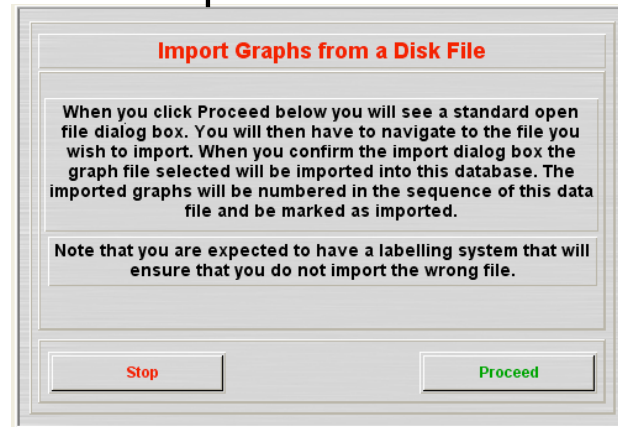 Import Graphs from a Disk File
When you click Proceed below you will see a standard open
file dialog box. You will then have to navigate to the file you
wish to import. When you confirm the import dialog box the
graph file selected will be imported into this database. The
imported graphs will be numbered in the sequence of this data
file and be marked as imported.
Note that you are expected to have a labelling system that will
ensure that you do not import the wrong file.
Stop
Proceed